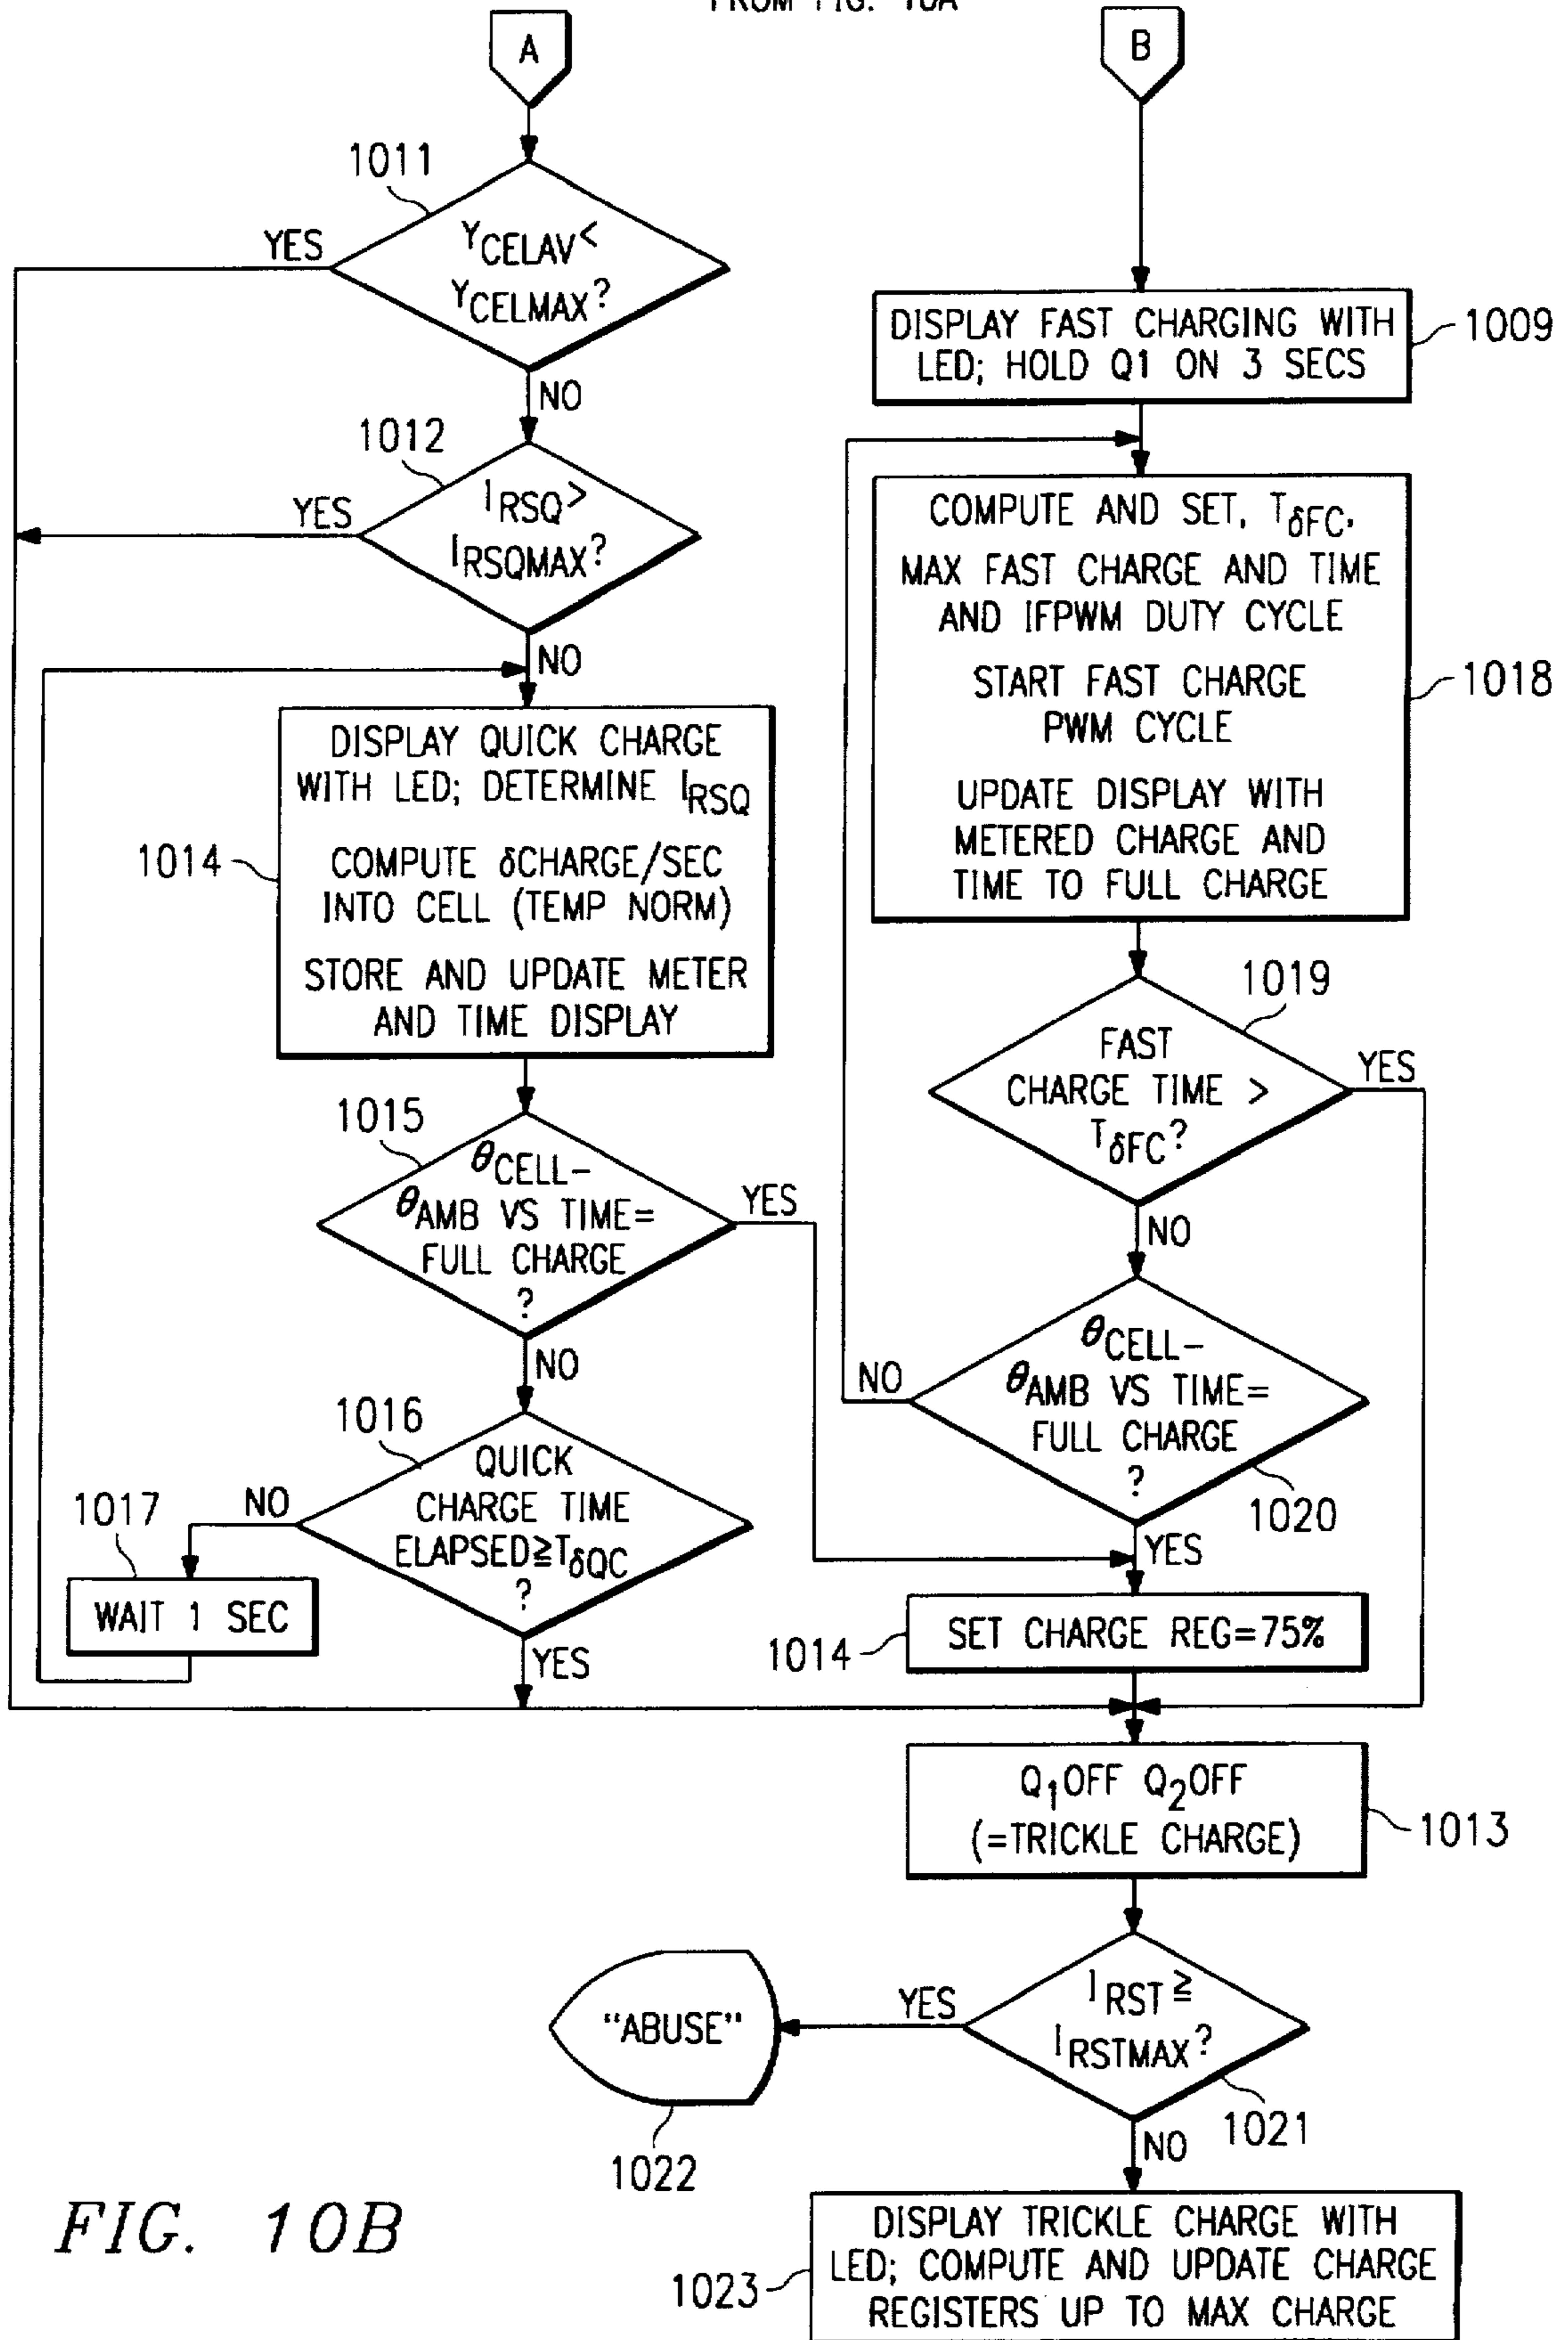 FROM FIG. 10A
A
B
1011
YES
YCELAV<
YCELMAX?
NO
1012
YES
IRSQ>
IRSQMAX?
NO
DISPLAY QUICK CHARGE
WITH LED; DETERMINE IRSQ
COMPUTE δCHARGE/SEC
INTO CELL (TEMP NORM)
STORE AND UPDATE METER
AND TIME DISPLAY
1014
1015
θCELL–
θAMB VS TIME=
FULL CHARGE
?
YES
NO
1016
QUICK
CHARGE TIME
ELAPSED≧TδQC
?
NO
1017
WAIT 1 SEC
YES
DISPLAY FAST CHARGING WITH
LED; HOLD Q1 ON 3 SECS
1009
COMPUTE AND SET, TδFC,
MAX FAST CHARGE AND TIME
AND IFPWM DUTY CYCLE
START FAST CHARGE
PWM CYCLE
UPDATE DISPLAY WITH
METERED CHARGE AND
TIME TO FULL CHARGE
1018
1019
FAST
CHARGE TIME >
TδFC?
YES
NO
θCELL–
θAMB VS TIME=
FULL CHARGE
?
NO
1020
YES
SET CHARGE REG=75%
1014
Q1OFF Q2OFF
(=TRICKLE CHARGE)
1013
IRST≧
IRSTMAX?
YES
1021
"ABUSE"
1022
NO
DISPLAY TRICKLE CHARGE WITH
LED; COMPUTE AND UPDATE CHARGE
REGISTERS UP TO MAX CHARGE
1023
FIG. 10B